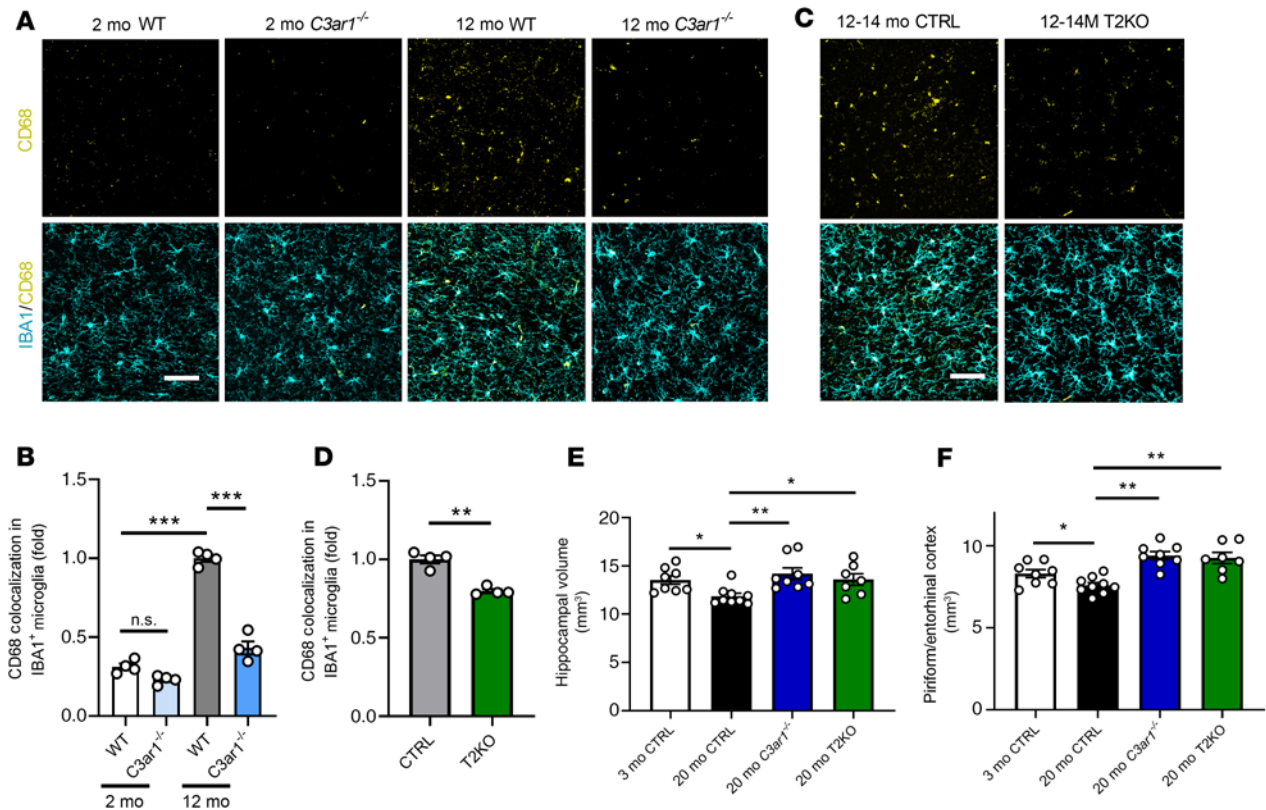 A
2 mo WT
2 mo C3ar1-/-
12 mo WT
12 mo C3ar1-/-
CD68
IBA1/CD68
C
12-14 mo CTRL
12-14M T2KO
B
CD68 colocalization in
IBA1+ microglia (fold)
1.5
1.0
0.5
0.0
***
***
n.s.
WT
C3ar1-/-
WT
C3ar1-/-
2 mo
12 mo
D
CD68 colocalization in
IBA1+ microglia (fold)
1.5
1.0
0.5
0.0
**
CTRL
T2KO
E
Hippocampal volume
(mm³)
20
15
10
5
0
*
**
*
3 mo CTRL
20 mo CTRL
20 mo C3ar1-/-
20 mo T2KO
F
Piriform/entorhinal cortex
(mm³)
10
5
0
**
**
*
3 mo CTRL
20 mo CTRL
20 mo C3ar1-/-
20 mo T2KO